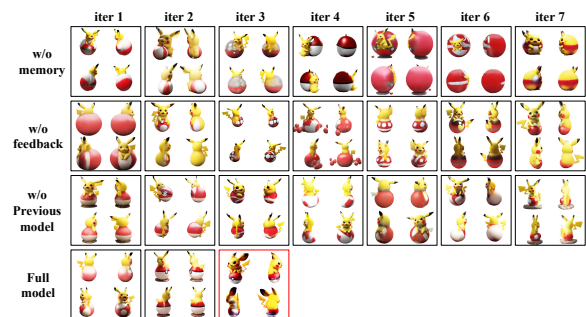 iter 1 iter 2 iter 3 iter 4 iter 5 iter 6 iter 7
w/o
memory
w/o
feedback
w/o
Previous
model
Full
model